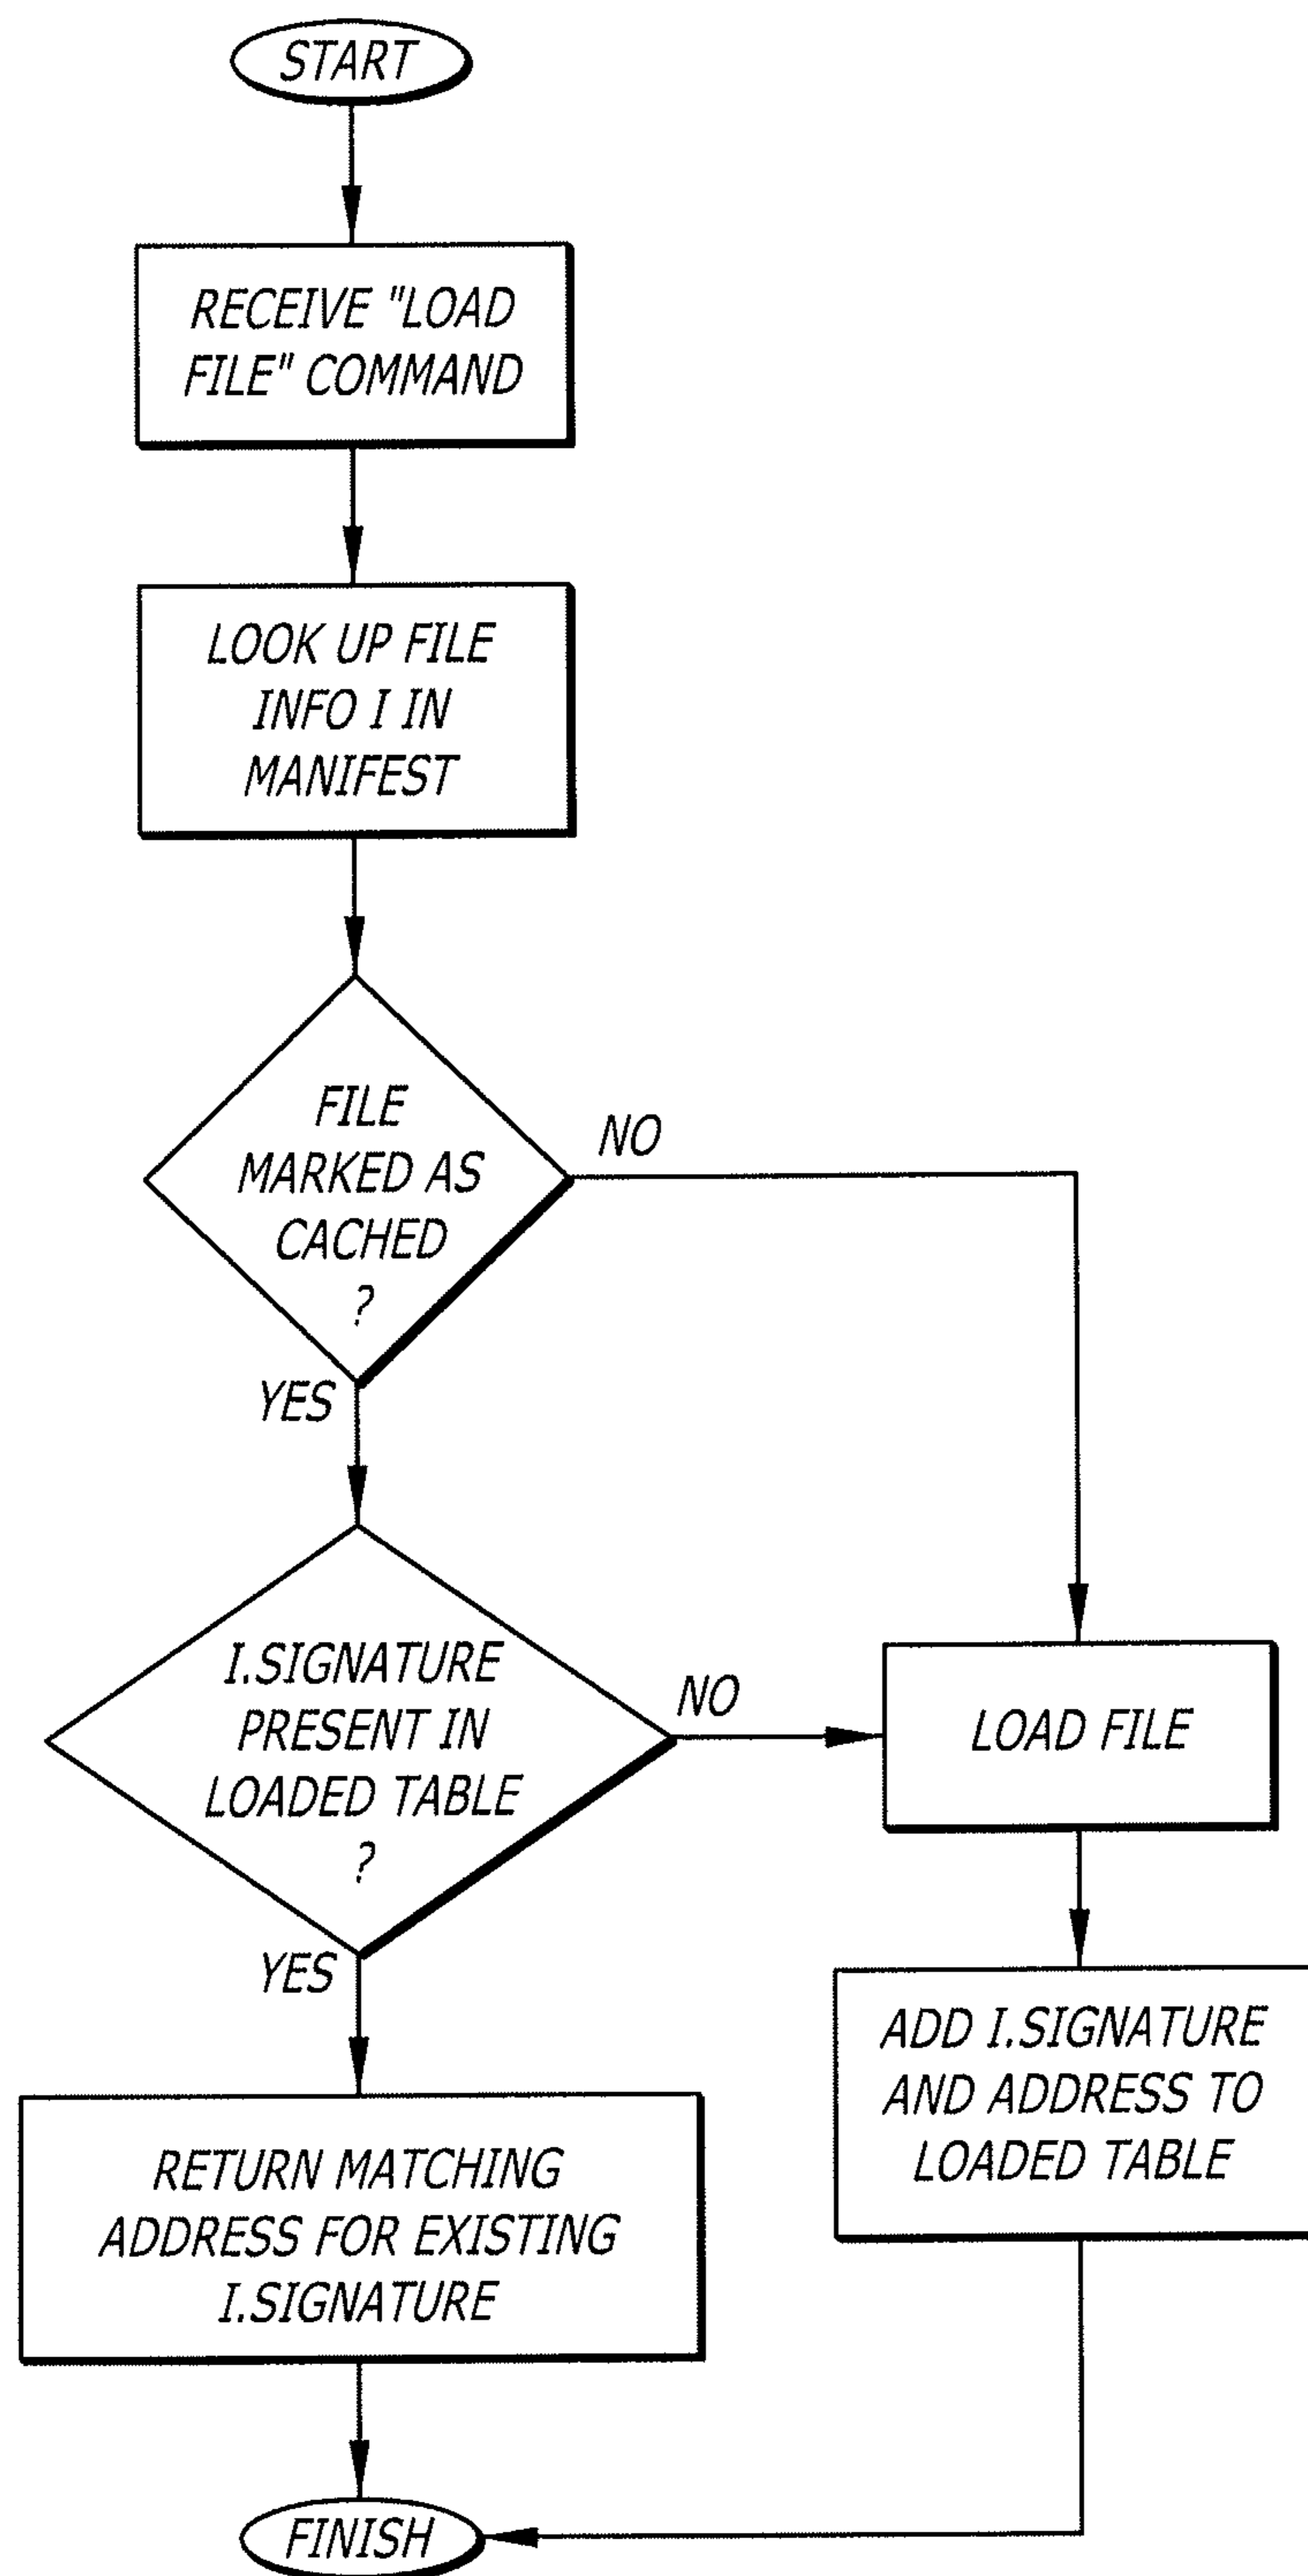 START
RECEIVE "LOAD
FILE" COMMAND
LOOK UP FILE
INFO I IN
MANIFEST
FILE
MARKED AS
CACHED
?
NO
YES
I.SIGNATURE
PRESENT IN
LOADED TABLE
?
NO
LOAD FILE
YES
ADD I.SIGNATURE
AND ADDRESS TO
LOADED TABLE
RETURN MATCHING
ADDRESS FOR EXISTING
I.SIGNATURE
FINISH